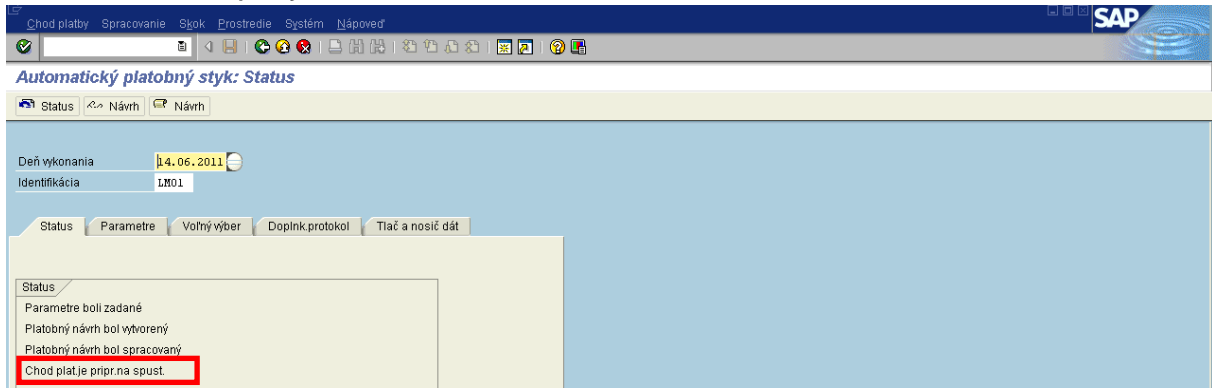 Chod platby Spracovanie Skok Prostredie Systém Nápoveď
SAP
Automatický platobný styk: Status
Status Návrh Návrh
Deň vykonania 14.06.2011
Identifikácia LM01
Status Parametre Voľný výber Doplnk.protokol Tlač a nosič dát
Status
Parametre boli zadané
Platobný návrh bol vytvorený
Platobný návrh bol spracovaný
Chod plat.je pripr.na spust.